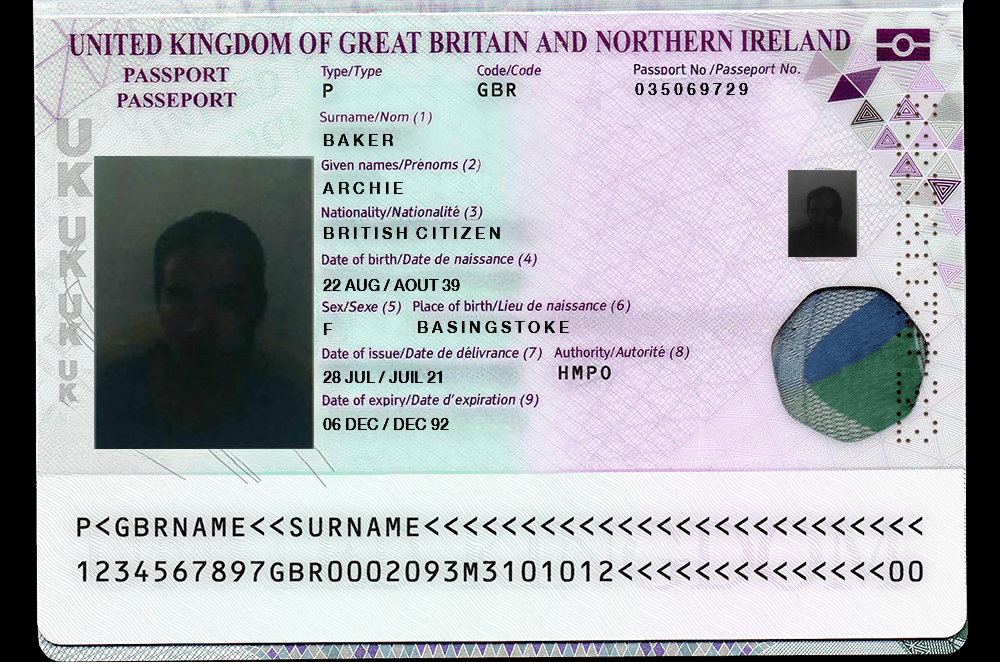 UNITED KINGDOM OF GREAT BRITAIN AND NORTHERN IRELAND
PASSPORT
PASSEPORT
Type/Type
P
Code/Code
GBR
Passport No /Passeport No.
035069729
Surname/Nom (1)
BAKER
Given names/Prénoms (2)
ARCHIE
Nationality/Nationalité (3)
BRITISH CITIZEN
Date of birth/Date de naissance (4)
22 AUG / AOUT 39
Sex/Sexe (5) Place of birth/Lieu de naissance (6)
F BASINGSTOKE
Date of issue/Date de délivrance (7) Authority/Autorité (8)
28 JUL / JUIL 21 HMPO
Date of expiry/Date d'expiration (9)
06 DEC / DEC 92
UK
UK
UK
UK
P<GBRNAME<<SURNAME<<<<<<<<<<<<<<<<<<<<<<<<<<
1234567897GBR0002093M3101012<<<<<<<<<<<<<<00